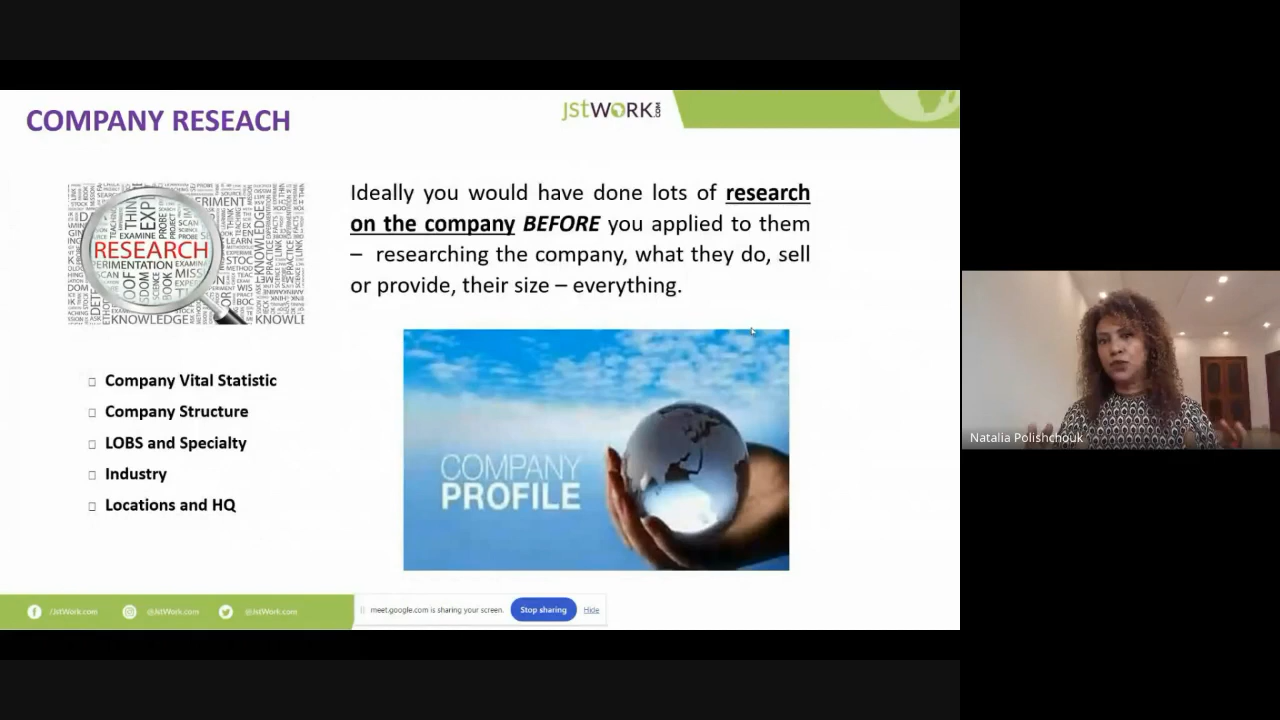 COMPANY RESEACH
JSTWORK.COM
Ideally you would have done lots of research
on the company BEFORE you applied to them
– researching the company, what they do, sell
or provide, their size – everything.
RESEARCH
KNOWLEDGE
Company Vital Statistic
Company Structure
LOBS and Specialty
Industry
Locations and HQ
COMPANY
PROFILE
Natalia Polishchouk
/JstWork.com
@JstWork.com
@JstWork.com
meet.google.com is sharing your screen.
Stop sharing
Hide